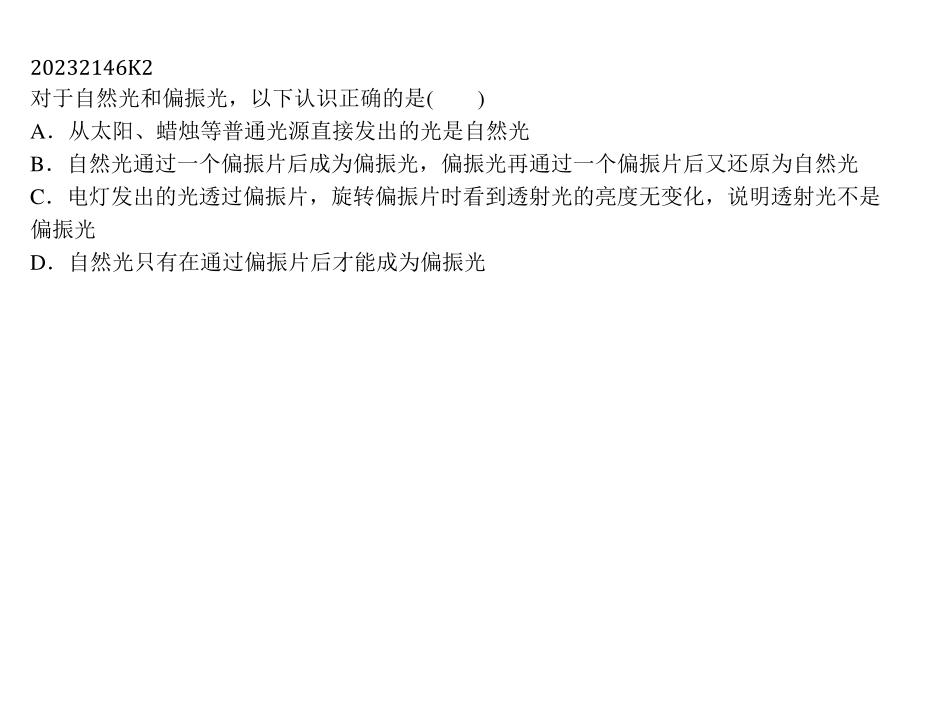 20232146K2
对于自然光和偏振光，以下认识正确的是(　　)
A．从太阳、蜡烛等普通光源直接发出的光是自然光
B．自然光通过一个偏振片后成为偏振光，偏振光再通过一个偏振片后又还原为自然光
C．电灯发出的光透过偏振片，旋转偏振片时看到透射光的亮度无变化，说明透射光不是
偏振光
D．自然光只有在通过偏振片后才能成为偏振光